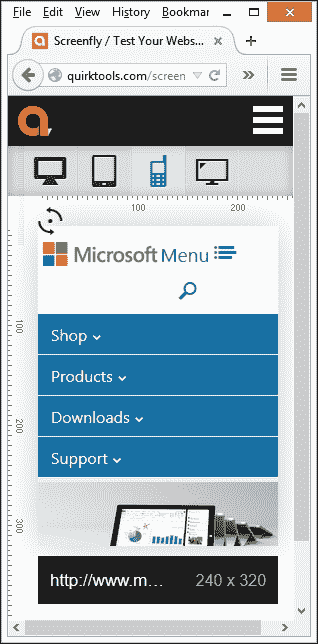 File Edit View History Bookmar
Screenfly / Test Your Webs...
quirktools.com/screen
100 200
Microsoft Menu
100
Shop
Products
200
Downloads
Support
300
http://www.m... 240 x 320